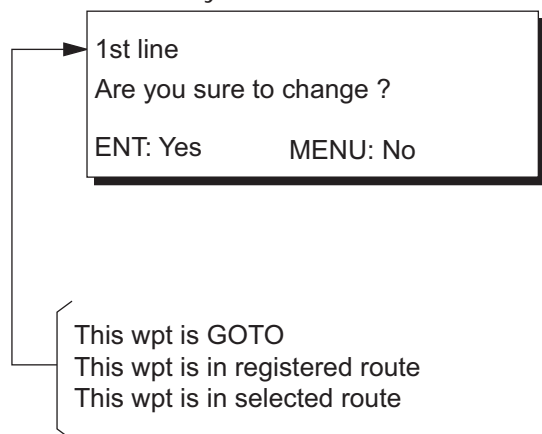 1st line
Are you sure to change ?
ENT: Yes MENU: No
This wpt is GOTO
This wpt is in registered route
This wpt is in selected route